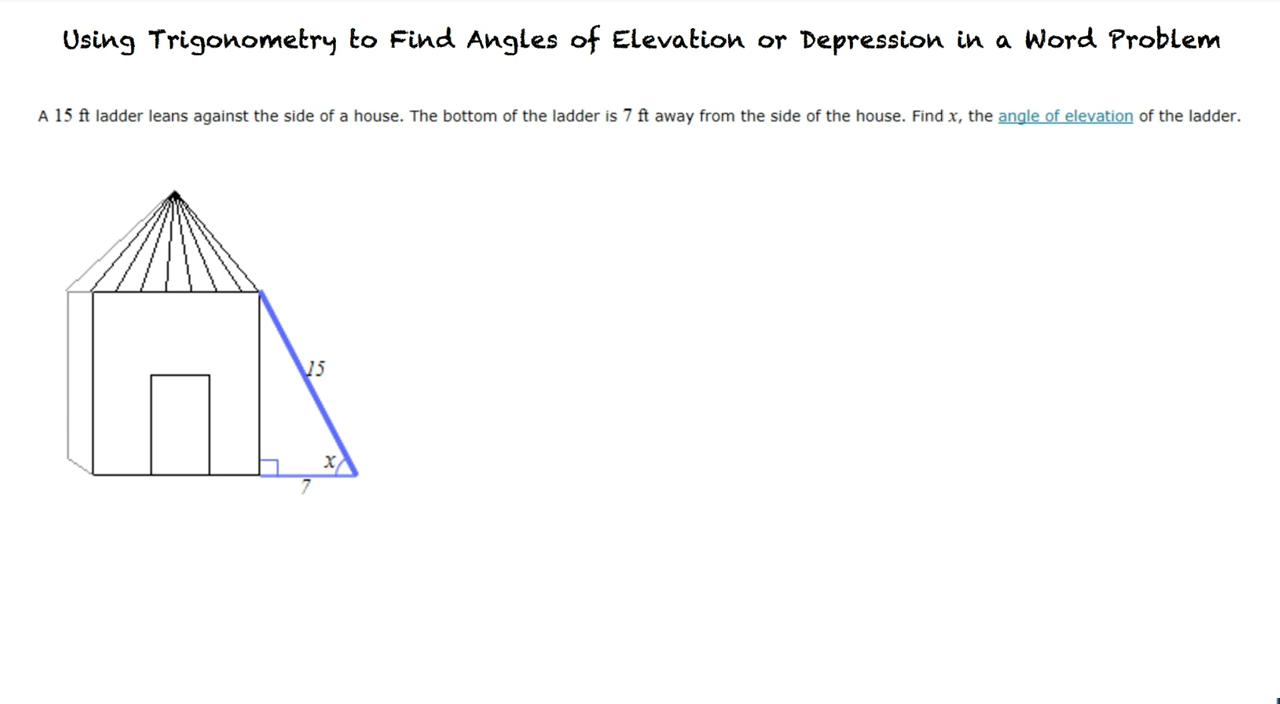 Using Trigonometry to Find Angles of Elevation or Depression in a Word Problem
A 15 ft ladder leans against the side of a house. The bottom of the ladder is 7 ft away from the side of the house. Find x, the angle of elevation of the ladder.
15
x
7